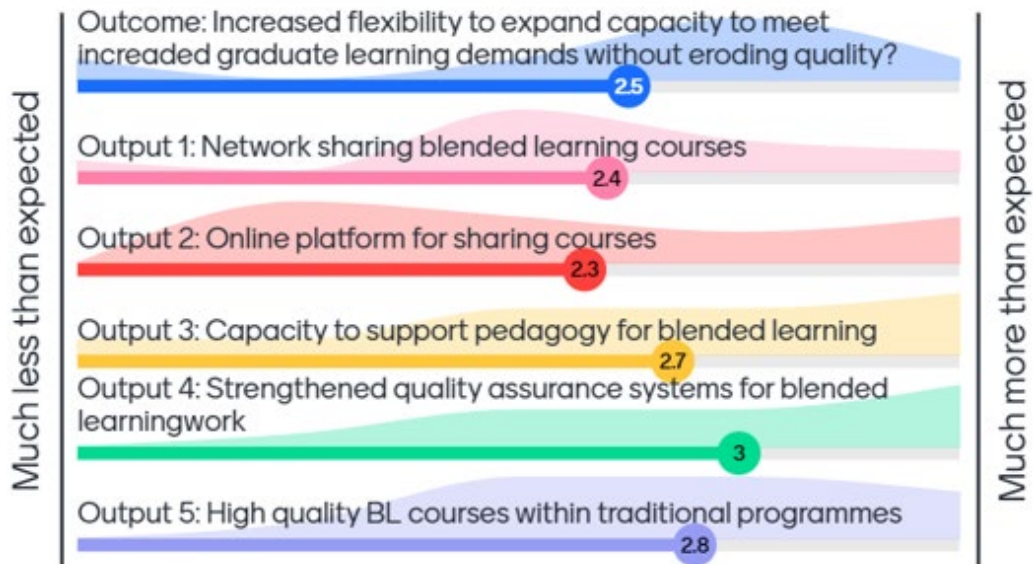 Much less than expected
Outcome: Increased flexibility to expand capacity to meet
increaded graduate learning demands without eroding quality?
2.5
Output 1: Network sharing blended learning courses
2.4
Output 2: Online platform for sharing courses
2.3
Output 3: Capacity to support pedagogy for blended learning
2.7
Output 4: Strengthened quality assurance systems for blended
learningwork
3
Output 5: High quality BL courses within traditional programmes
2.8
Much more than expected